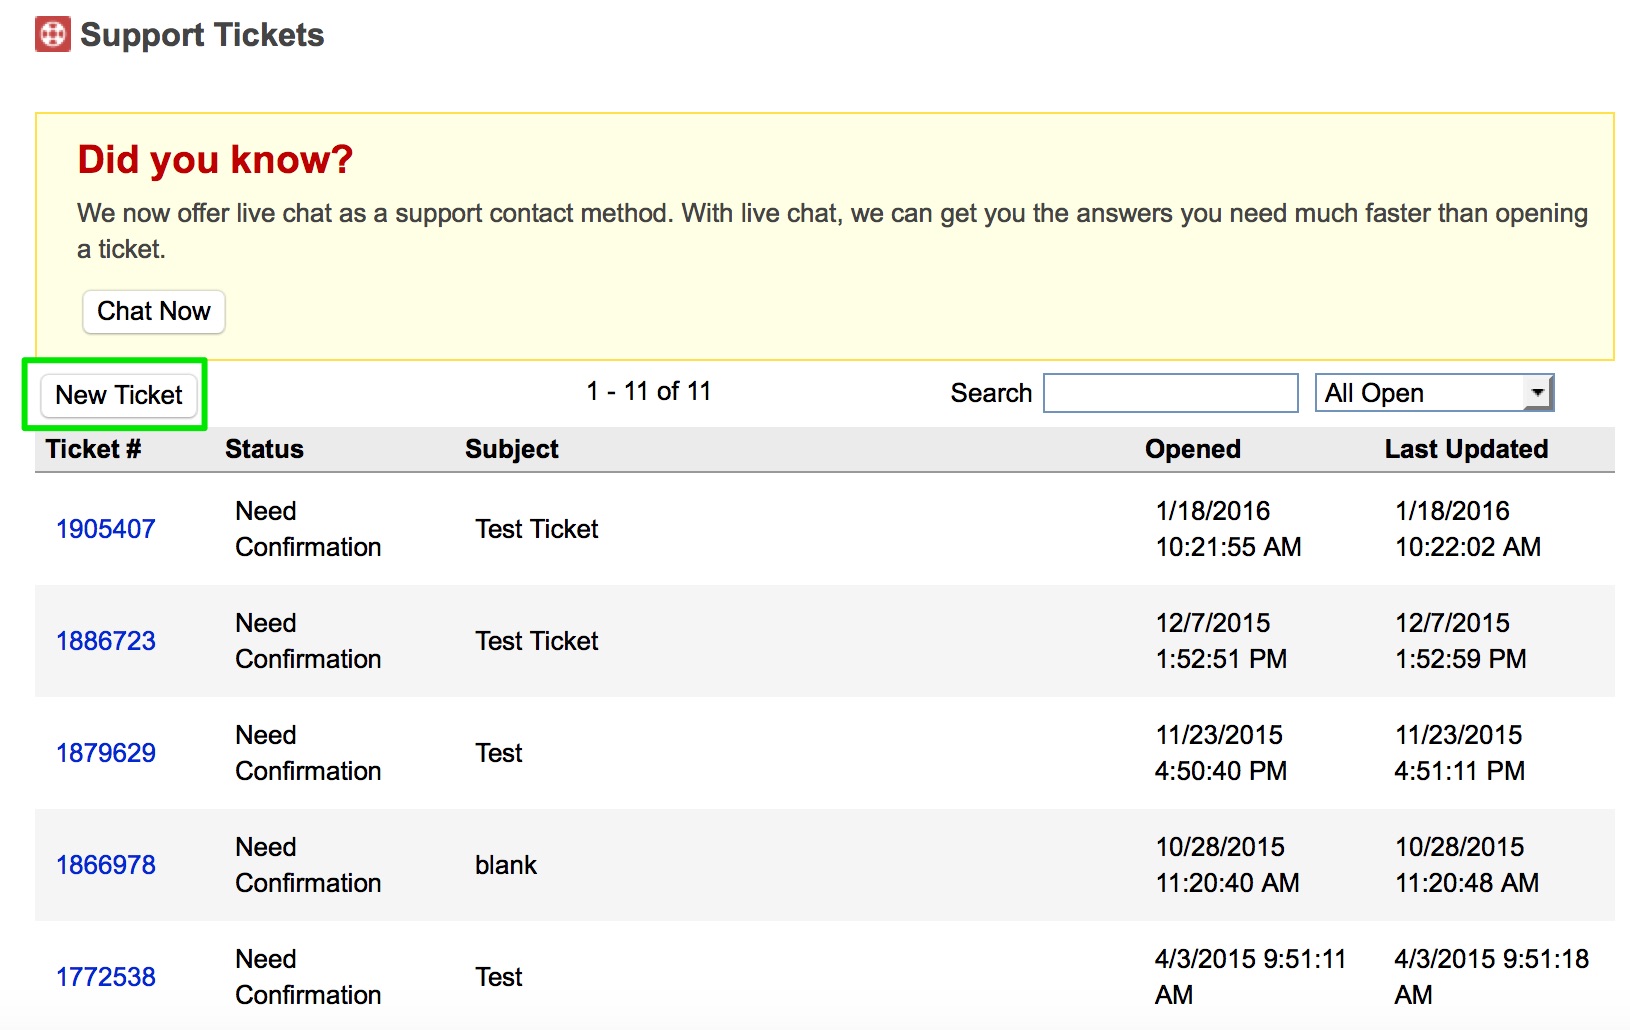 Support Tickets
Did you know?
We now offer live chat as a support contact method. With live chat, we can get you the answers you need much faster than opening
a ticket.
Chat Now
New Ticket 1 - 11 of 11 Search All Open
Ticket # Status Subject Opened Last Updated
1905407 Need Confirmation Test Ticket 1/18/2016 10:21:55 AM 1/18/2016 10:22:02 AM
1886723 Need Confirmation Test Ticket 12/7/2015 1:52:51 PM 12/7/2015 1:52:59 PM
1879629 Need Confirmation Test 11/23/2015 4:50:40 PM 11/23/2015 4:51:11 PM
1866978 Need Confirmation blank 10/28/2015 11:20:40 AM 10/28/2015 11:20:48 AM
1772538 Need Confirmation Test 4/3/2015 9:51:11 AM 4/3/2015 9:51:18 AM